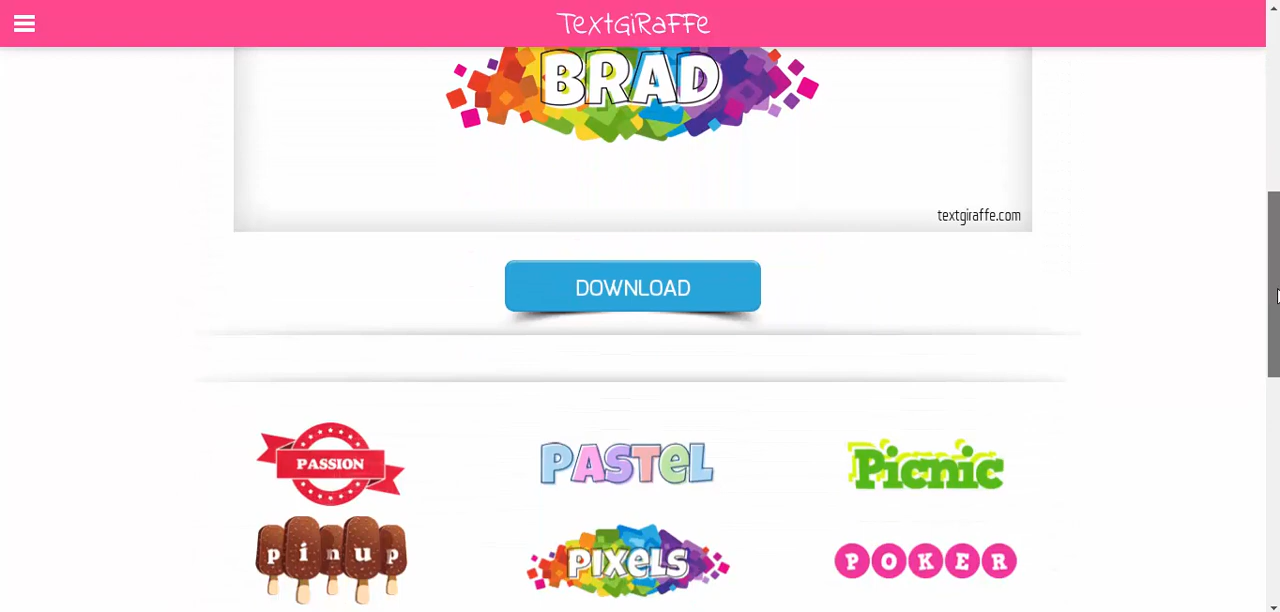 TextGiRaFFe
BRAD
textgiraffe.com
DOWNLOAD
PASSION
PASTEL
Picnic
pinup
PIXELS
POKER